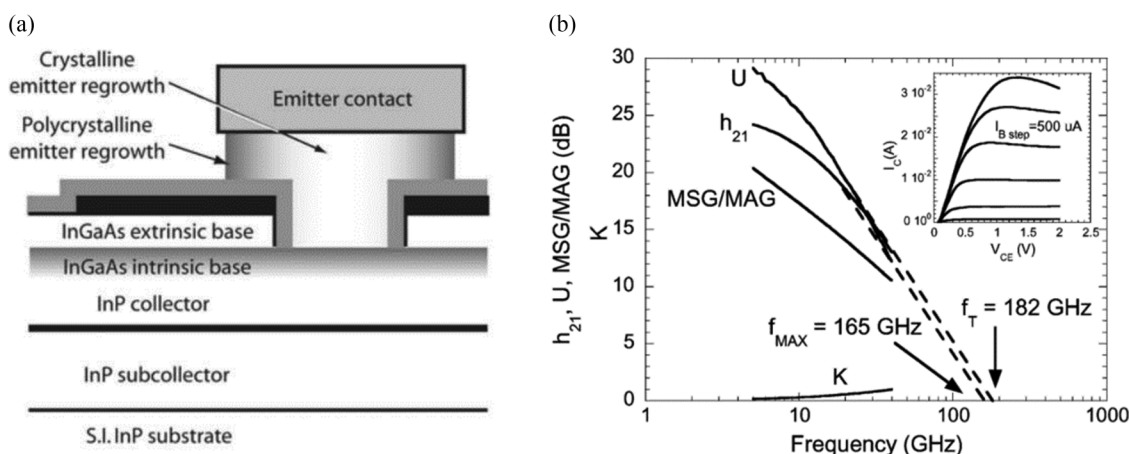 (a)
Crystalline
emitter regrowth
Polycrystalline
emitter regrowth
Emitter contact
InGaAs extrinsic base
InGaAs intrinsic base
InP collector
InP subcollector
S.I. InP substrate
(b)
h21, U, MSG/MAG (dB)
K
30
25
20
15
10
5
0
U
h21
MSG/MAG
K
fMAX = 165 GHz
fT = 182 GHz
1
10
100
1000
Frequency (GHz)
IC(A)
3 10-2
2 10-2
1 10-2
0 100
IB step=500 uA
0
0.5
1
1.5
2
2.5
VCE (V)